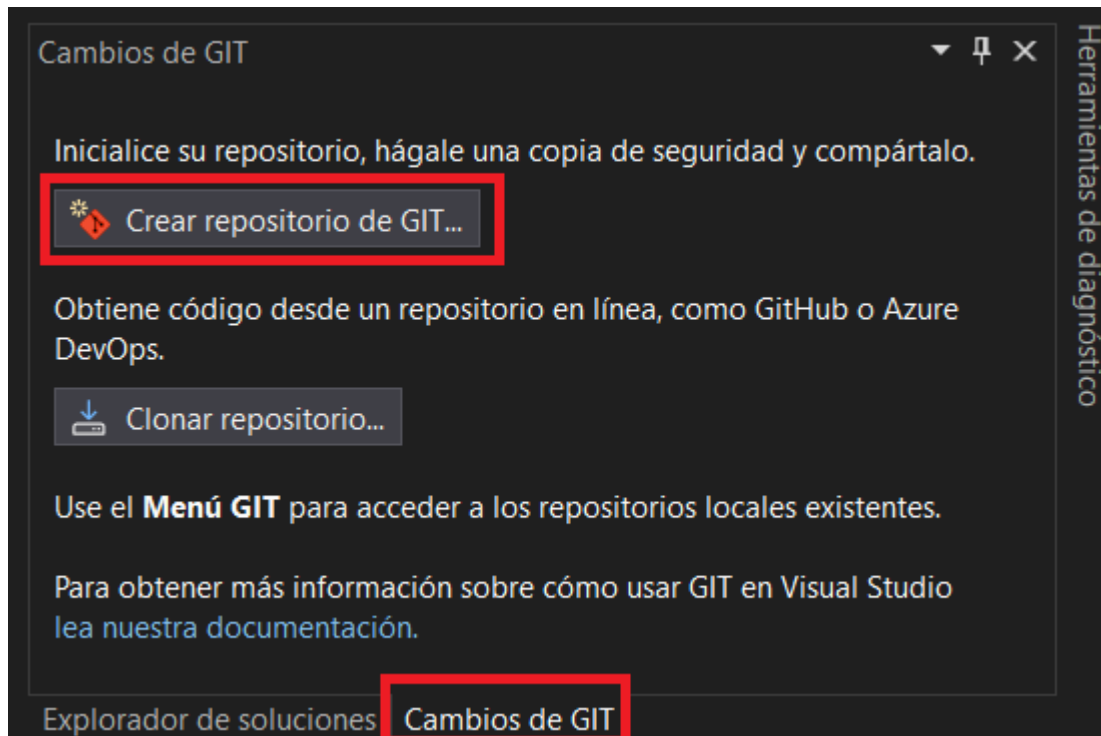 Cambios de GIT
Inicialice su repositorio, hágale una copia de seguridad y compártalo.
Crear repositorio de GIT...
Obtiene código desde un repositorio en línea, como GitHub o Azure
DevOps.
Clonar repositorio...
Use el Menú GIT para acceder a los repositorios locales existentes.
Para obtener más información sobre cómo usar GIT en Visual Studio
lea nuestra documentación.
Explorador de soluciones
Cambios de GIT
Herramientas de diagnóstico